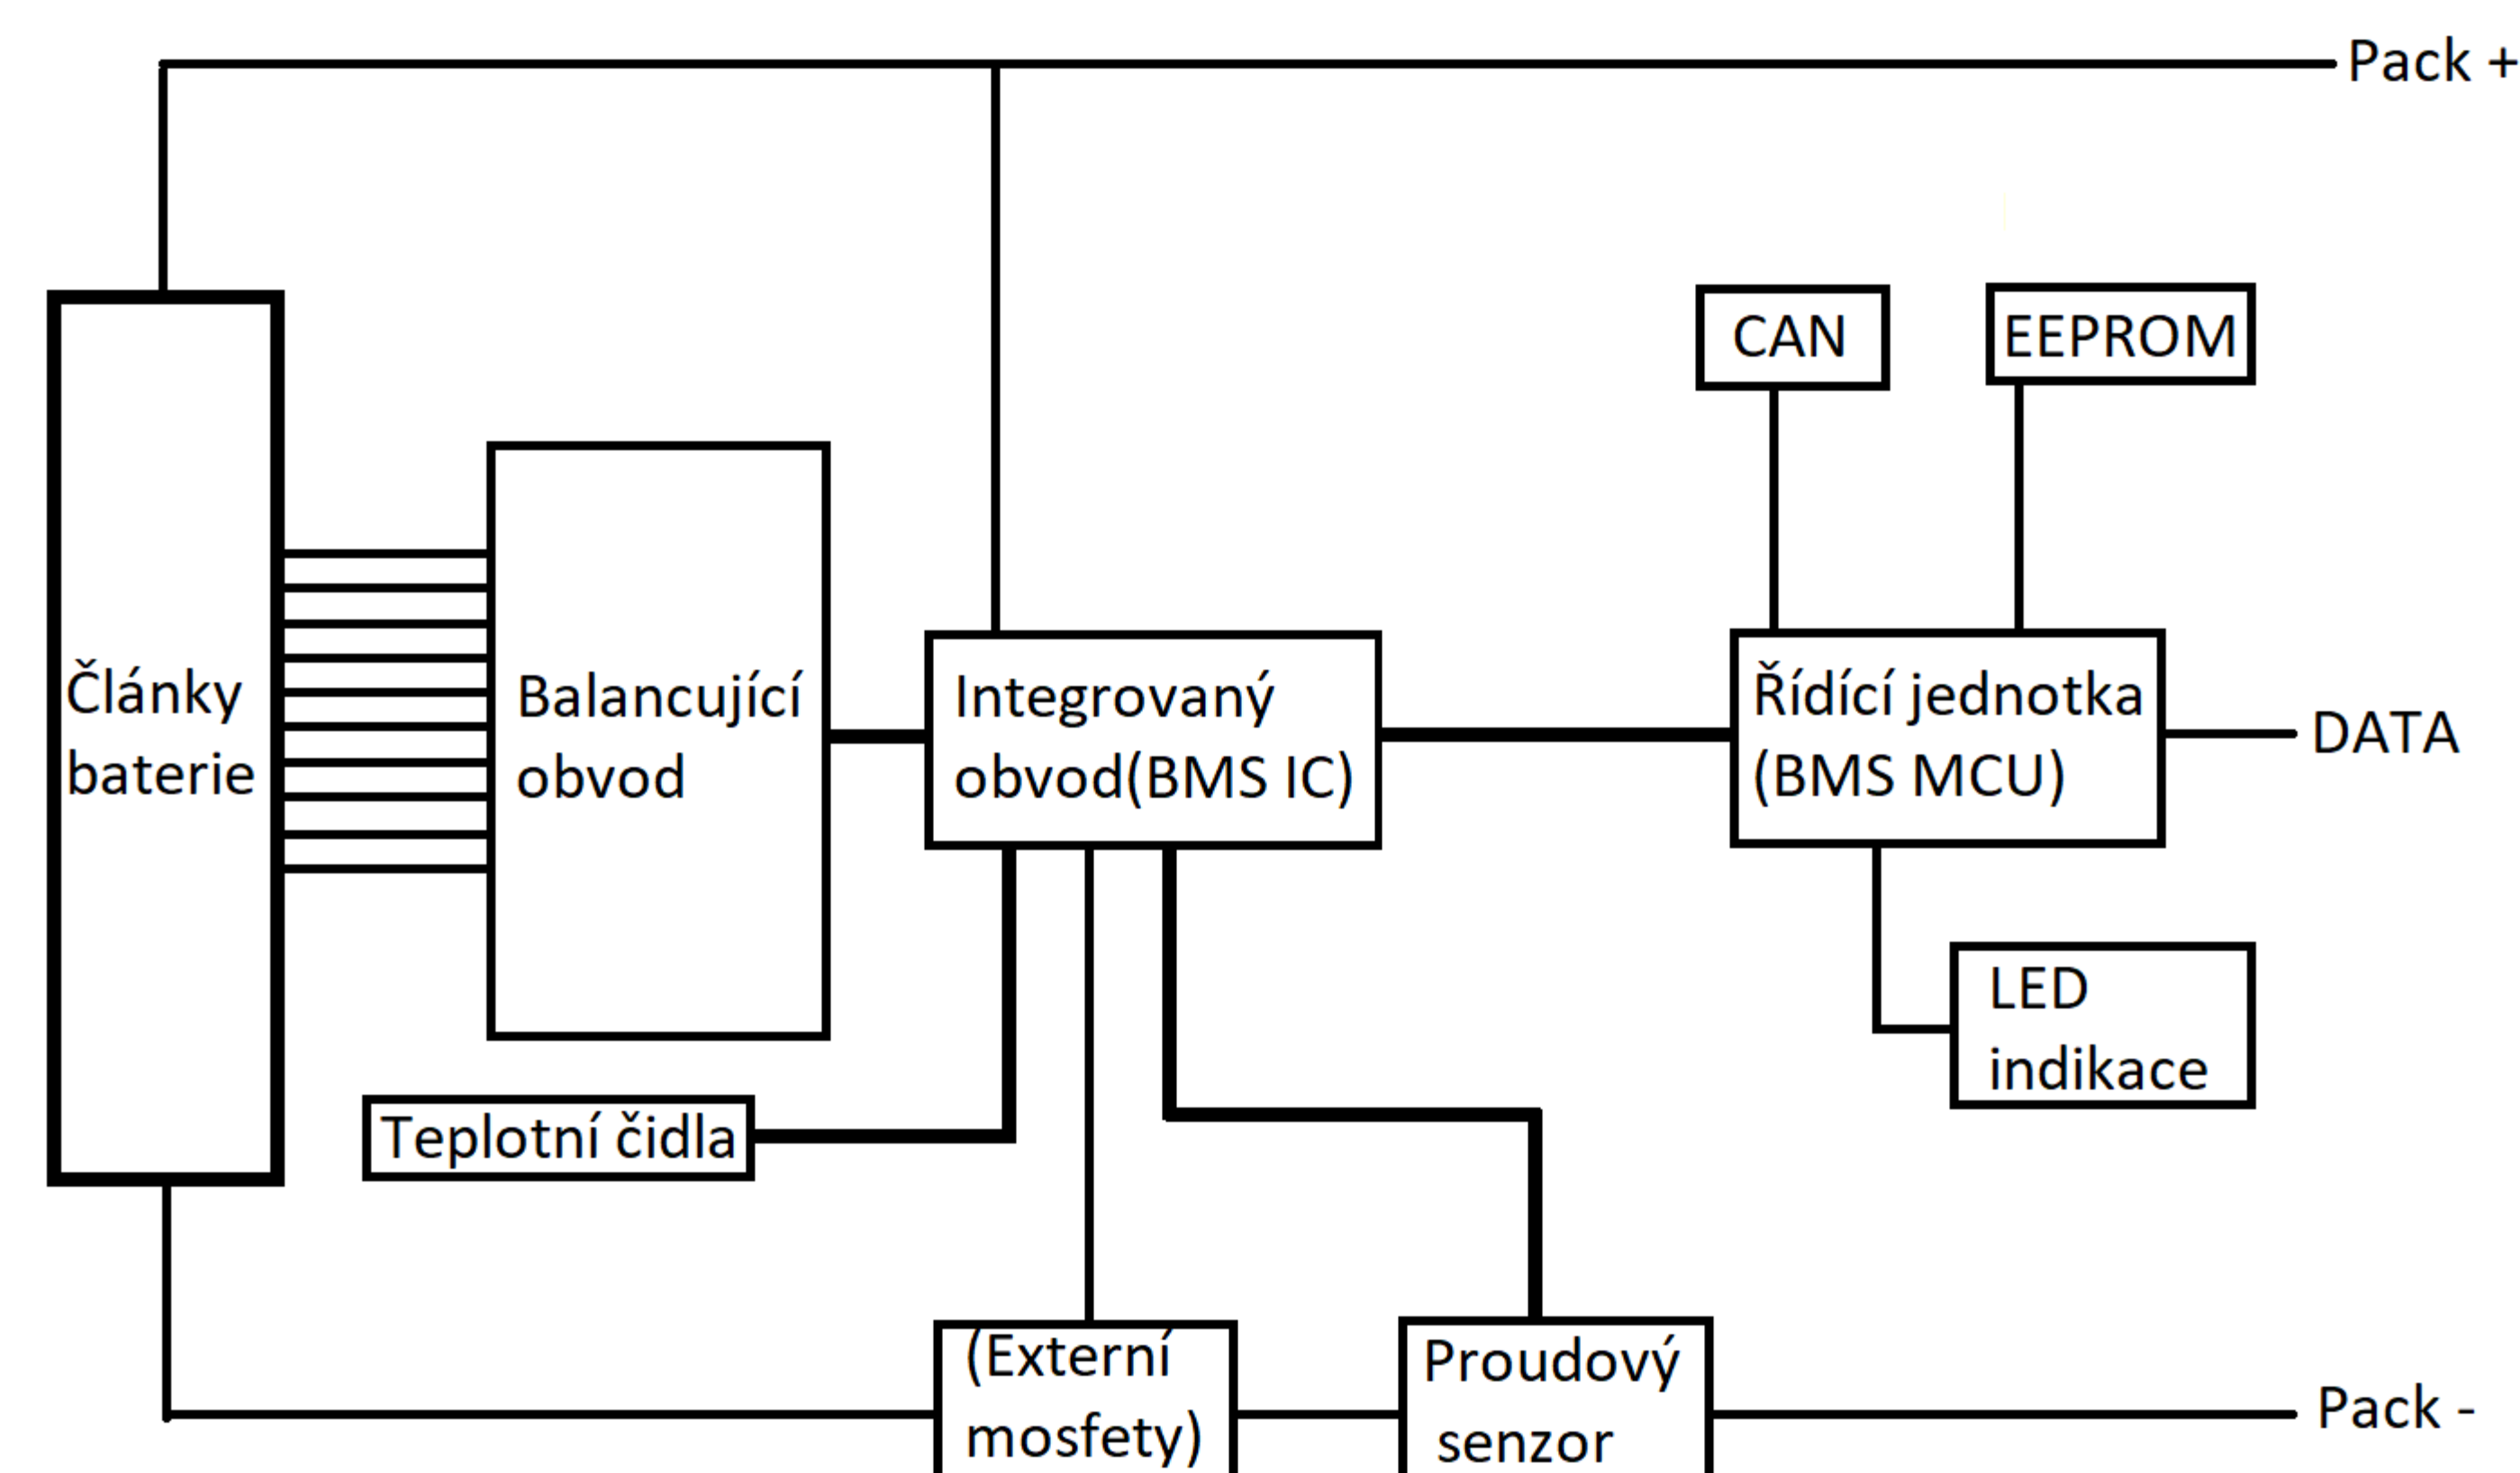 Pack +
CAN
EEPROM
Články
baterie
Balancující
obvod
Integrovaný
obvod(BMS IC)
Řídící jednotka
(BMS MCU)
DATA
LED
indikace
Teplotní čidla
(Externí
mosfety)
Proudový
senzor
Pack -